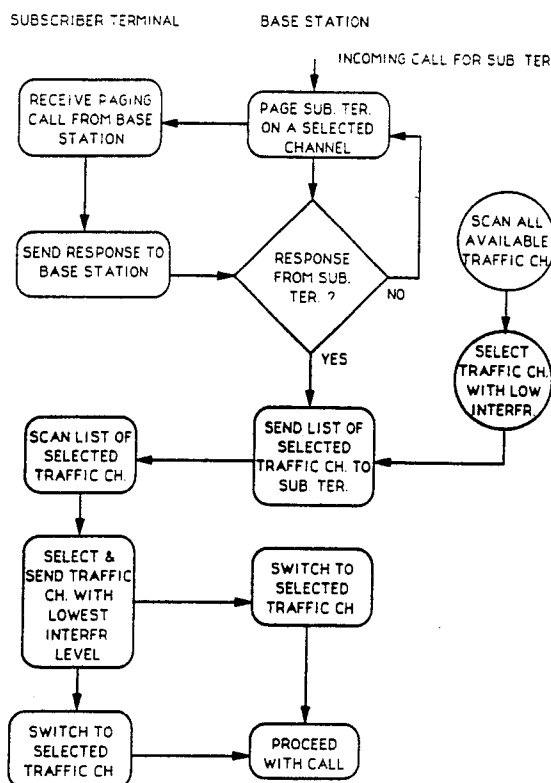 SUBSCRIBER TERMINAL
BASE STATION
INCOMING CALL FOR SUB TER
RECEIVE PAGING
CALL FROM BASE
STATION
PAGE SUB. TER.
ON A SELECTED
CHANNEL
SEND RESPONSE TO
BASE STATION
RESPONSE
FROM SUB.
TER. ?
NO
YES
SCAN ALL
AVAILABLE
TRAFFIC CH.
SELECT
TRAFFIC CH.
WITH LOW
INTERFR.
SCAN LIST OF
SELECTED
TRAFFIC CH.
SEND LIST OF
SELECTED
TRAFFIC CH. TO
SUB. TER.
SELECT &
SEND TRAFFIC
CH. WITH
LOWEST
INTERFR
LEVEL
SWITCH TO
SELECTED
TRAFFIC CH
SWITCH TO
SELECTED
TRAFFIC CH
PROCEED
WITH CALL